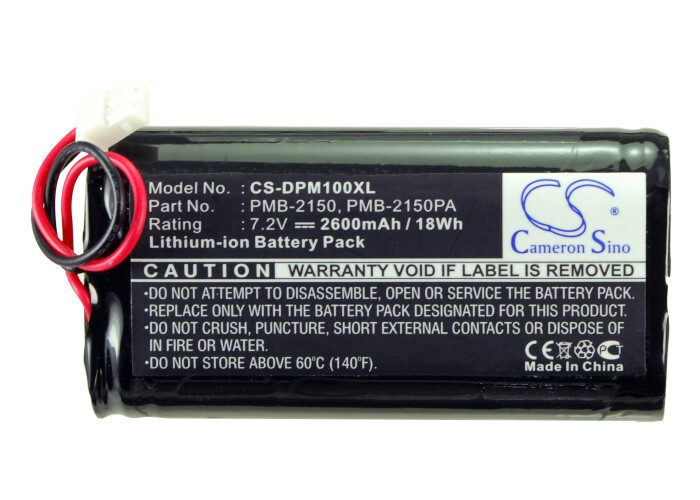 Model No. : CS-DPM100XL
Part No. : PMB-2150, PMB-2150PA
Rating : 7.2V ⎓ 2600mAh / 18Wh
Lithium-ion Battery Pack
CS
Cameron Sino
CAUTION WARRANTY VOID IF LABEL IS REMOVED
•DO NOT ATTEMPT TO DISASSEMBLE, OPEN OR SERVICE THE BATTERY PACK.
•REPLACE ONLY WITH THE BATTERY PACK DESIGNATED FOR THIS PRODUCT.
•DO NOT CRUSH, PUNCTURE, SHORT EXTERNAL CONTACTS OR DISPOSE OF
IN FIRE OR WATER.
•DO NOT STORE ABOVE 60°C (140°F).
CE
Made In China